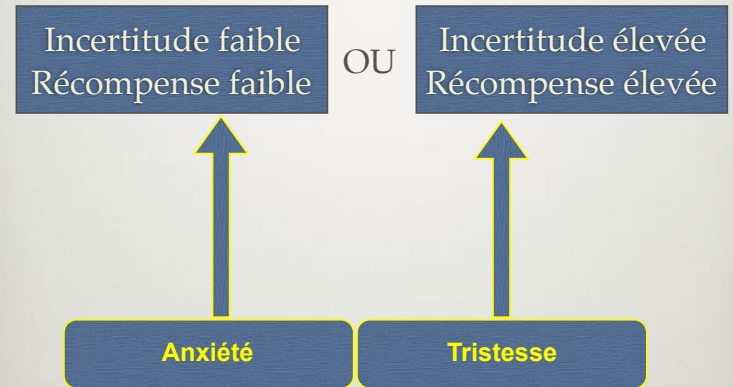 Incertitude faible
Récompense faible
OU
Incertitude élevée
Récompense élevée
Anxiété
Tristesse